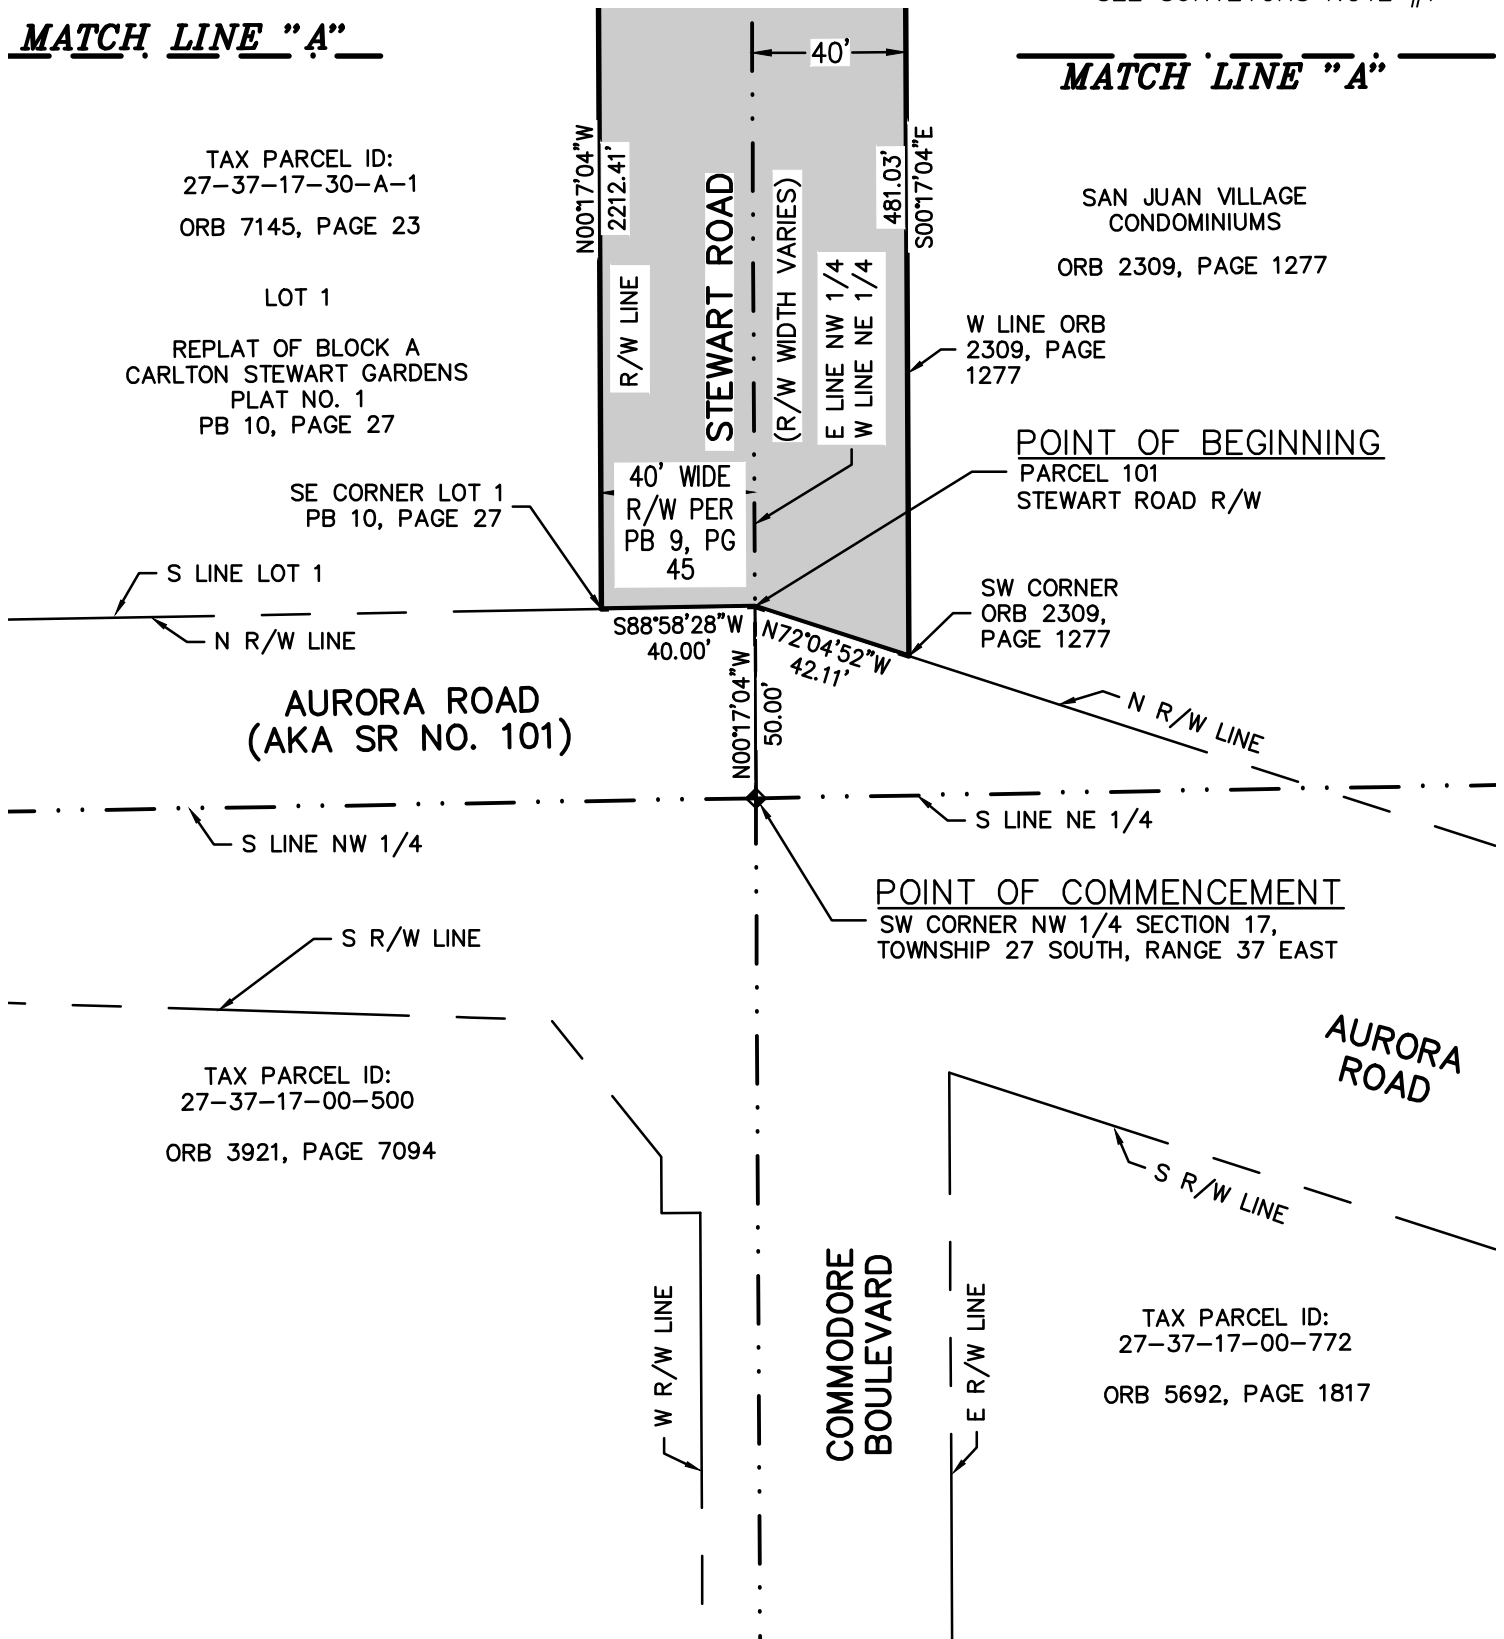 MATCH LINE "A"
40'
MATCH LINE "A"
TAX PARCEL ID:
27-37-17-30-A-1
ORB 7145, PAGE 23
LOT 1
REPLAT OF BLOCK A
CARLTON STEWART GARDENS
PLAT NO. 1
PB 10, PAGE 27
N00°17'04"W
2212.41'
R/W LINE
STEWART ROAD
(R/W WIDTH VARIES)
E LINE NW 1/4
W LINE NE 1/4
481.03'
S00°17'04"E
SAN JUAN VILLAGE
CONDOMINIUMS
ORB 2309, PAGE 1277
W LINE ORB
2309, PAGE
1277
POINT OF BEGINNING
PARCEL 101
STEWART ROAD R/W
40' WIDE
R/W PER
PB 9, PG
45
SE CORNER LOT 1
PB 10, PAGE 27
S LINE LOT 1
N R/W LINE
SW CORNER
ORB 2309,
PAGE 1277
S88°58'28"W
40.00'
N72°04'52"W
42.11'
N00°17'04"W
50.00'
N R/W LINE
AURORA ROAD
(AKA SR NO. 101)
S LINE NW 1/4
S LINE NE 1/4
POINT OF COMMENCEMENT
SW CORNER NW 1/4 SECTION 17,
TOWNSHIP 27 SOUTH, RANGE 37 EAST
S R/W LINE
AURORA
ROAD
TAX PARCEL ID:
27-37-17-00-500
ORB 3921, PAGE 7094
S R/W LINE
W R/W LINE
COMMODORE
BOULEVARD
E R/W LINE
TAX PARCEL ID:
27-37-17-00-772
ORB 5692, PAGE 1817